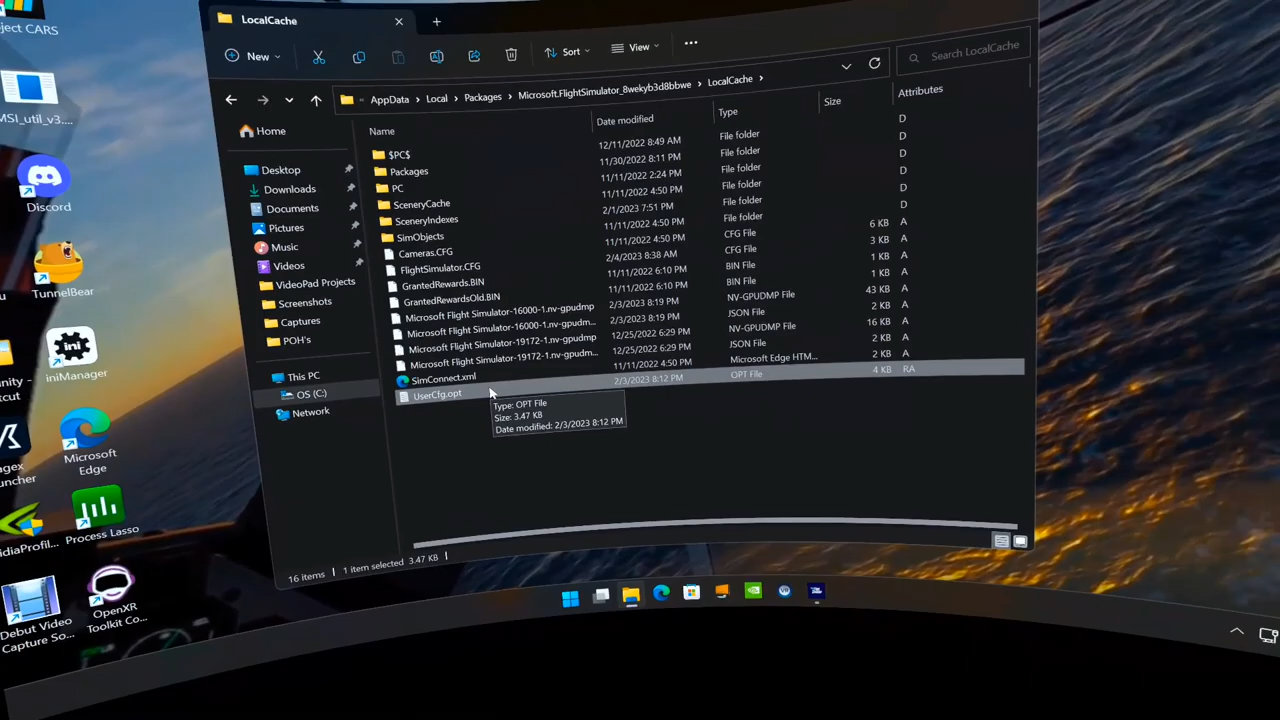 oject CARS
MSI_util_v3....
Discord
TunnelBear
iniManager
Microsoft
Edge
Process Lasso
Debut Video
Capture So...
OpenXR
Toolkit Co...
LocalCache
New
Sort
View
AppData > Local > Packages > Microsoft.FlightSimulator_8wekyb3d8bbwe > LocalCache >
Search LocalCache
Home
Desktop
Downloads
Documents
Pictures
Music
Videos
VideoPad Projects
Screenshots
Captures
POH's
This PC
OS (C:)
Network
Name Date modified Type Size Attributes
$PC$ 12/11/2022 8:49 AM File folder D
Packages 11/30/2022 8:11 PM File folder D
PC 11/11/2022 2:24 PM File folder D
SceneryCache 11/11/2022 4:50 PM File folder D
SceneryIndexes 2/1/2023 7:51 PM File folder D
SimObjects 11/11/2022 4:50 PM File folder D
Cameras.CFG 11/11/2022 4:50 PM CFG File 6 KB A
FlightSimulator.CFG 2/4/2023 8:38 AM CFG File 3 KB A
GrantedRewards.BIN 11/11/2022 6:10 PM BIN File 1 KB A
GrantedRewardsOld.BIN 11/11/2022 6:10 PM BIN File 1 KB A
Microsoft Flight Simulator-16000-1.nv-gpudmp 2/3/2023 8:19 PM NV-GPUDMP File 43 KB A
Microsoft Flight Simulator-16000-1.nv-gpudm... 2/3/2023 8:19 PM JSON File 2 KB A
Microsoft Flight Simulator-19172-1.nv-gpudmp 12/25/2022 6:29 PM NV-GPUDMP File 16 KB A
Microsoft Flight Simulator-19172-1.nv-gpudm... 12/25/2022 6:29 PM JSON File 2 KB A
SimConnect.xml 11/11/2022 4:50 PM Microsoft Edge HTM... 2 KB A
UserCfg.opt 2/3/2023 8:12 PM OPT File 4 KB RA
Type: OPT File
Size: 3.47 KB
Date modified: 2/3/2023 8:12 PM
16 items 1 item selected 3.47 KB